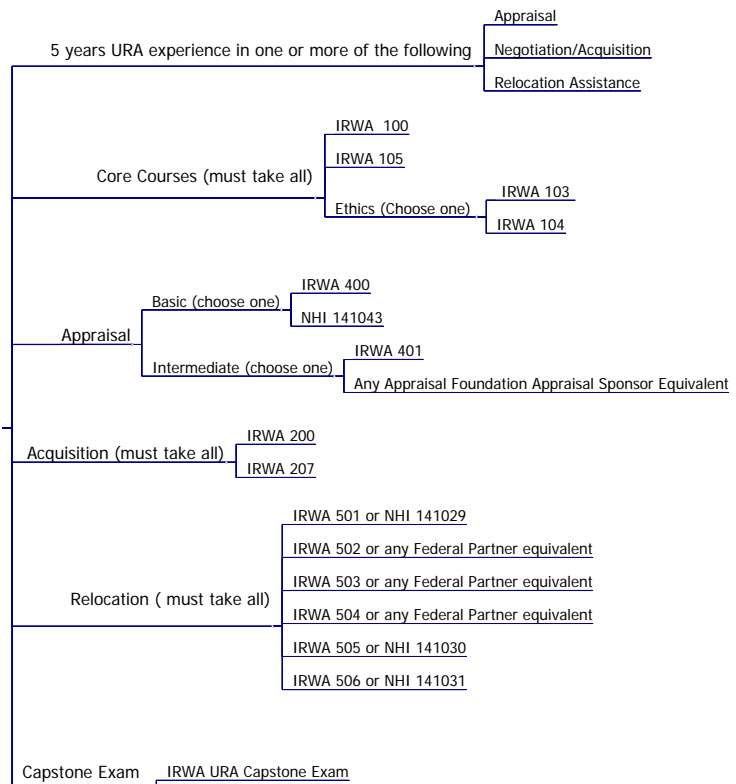 5 years URA experience in one or more of the following
Appraisal
Negotiation/Acquisition
Relocation Assistance
Core Courses (must take all)
IRWA 100
IRWA 105
Ethics (Choose one)
IRWA 103
IRWA 104
Appraisal
Basic (choose one)
IRWA 400
NHI 141043
Intermediate (choose one)
IRWA 401
Any Appraisal Foundation Appraisal Sponsor Equivalent
Acquisition (must take all)
IRWA 200
IRWA 207
Relocation ( must take all)
IRWA 501 or NHI 141029
IRWA 502 or any Federal Partner equivalent
IRWA 503 or any Federal Partner equivalent
IRWA 504 or any Federal Partner equivalent
IRWA 505 or NHI 141030
IRWA 506 or NHI 141031
Capstone Exam
IRWA URA Capstone Exam